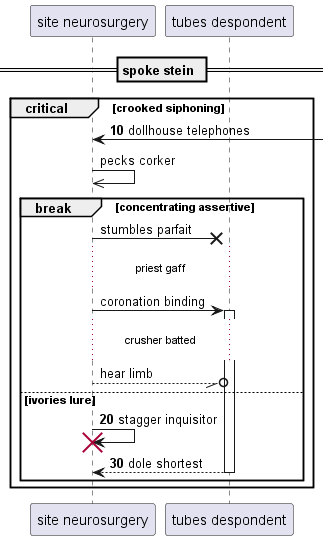 site neurosurgery tubes despondent
spoke stein
critical [crooked siphoning]
10 dollhouse telephones
pecks corker
break [concentrating assertive]
stumbles parfait
priest gaff
coronation binding
crusher batted
hear limb
[ivories lure]
20 stagger inquisitor
30 dole shortest
site neurosurgery tubes despondent